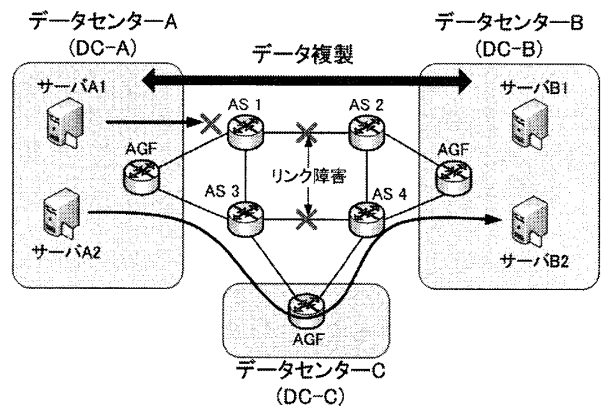 データセンターA
(DC-A)
データセンターB
(DC-B)
データ複製
サーバA1
サーバB1
AS 1
AS 2
AGF
AGF
リンク障害
AS 3
AS 4
サーバA2
サーバB2
AGF
データセンターC
(DC-C)